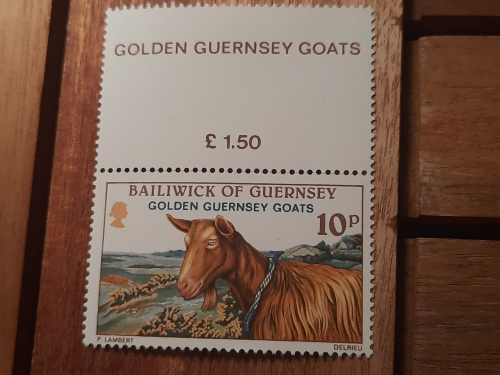 GOLDEN GUERNSEY GOATS
£ 1.50
BAILIWICK OF GUERNSEY
GOLDEN GUERNSEY GOATS
10P
P. LAMBERT
DELRIEU